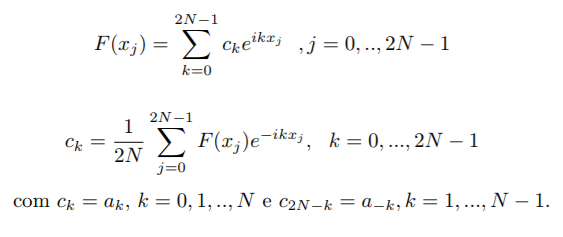 F(x_j) = \sum_{k=0}^{2N-1} c_k e^{ikx_j} , j = 0, .., 2N − 1
c_k = \frac{1}{2N} \sum_{j=0}^{2N-1} F(x_j)e^{-ikx_j}, k = 0, ..., 2N − 1
com c_k = a_k, k = 0, 1, .., N e c_{2N−k} = a_{−k}, k = 1, ..., N − 1.